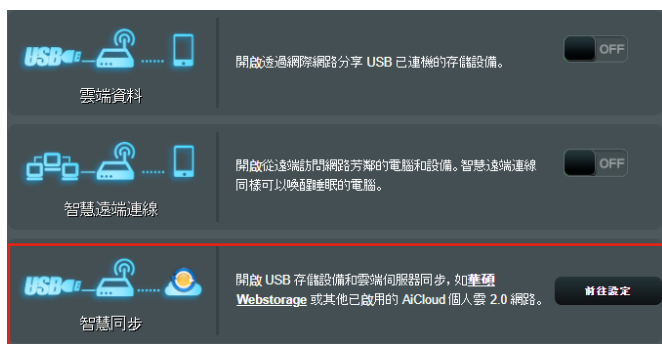 USB
雲端資料
開啟透過網際網路分享 USB 已連機的存儲設備。
OFF
智慧遠端連線
開啟從遠端訪問網路芳鄰的電腦和設備。智慧遠端連線
同樣可以喚醒睡眠的電腦。
OFF
USB
智慧同步
開啟 USB 存儲設備和雲端伺服器同步, 如華碩
Webstorage 或其他已啟用的 AiCloud 個人雲 2.0 網路。
前往設定